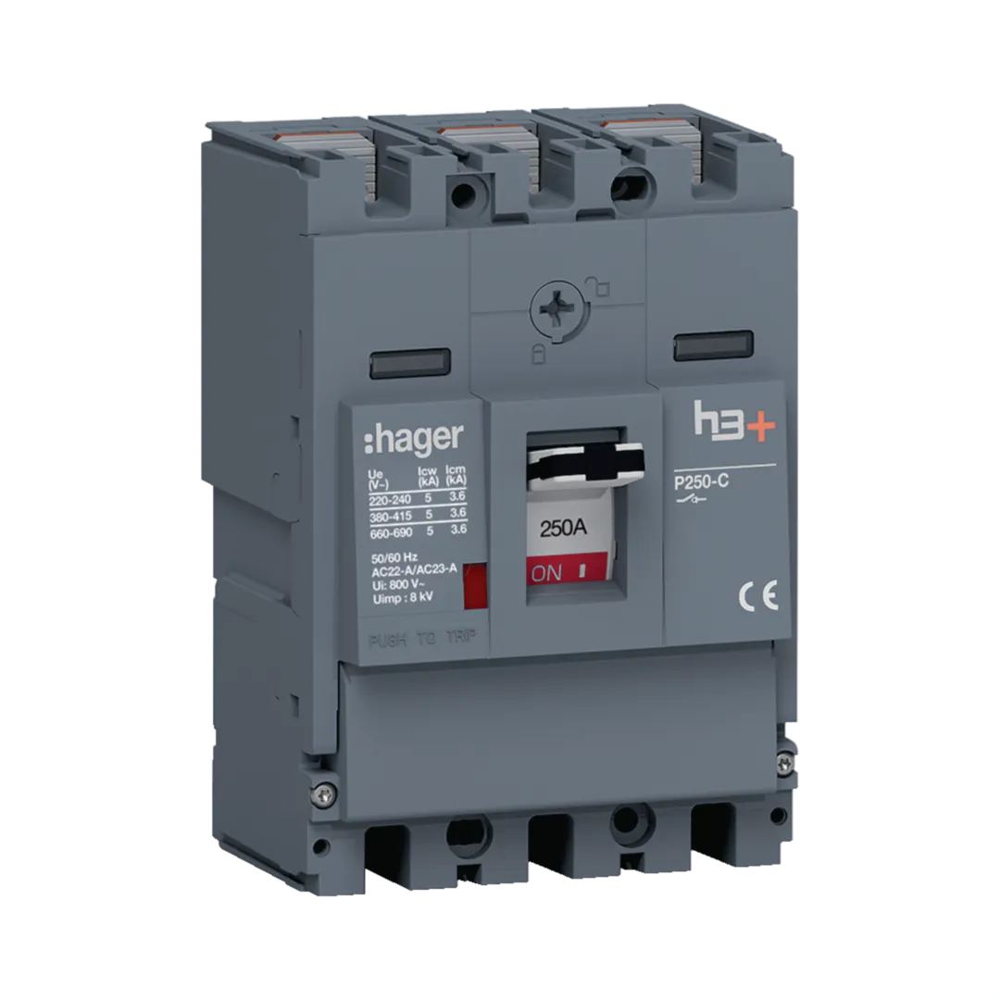 :hager
Ue Icw Icm
(V~) (kA) (kA)
220-240 5 3.6
380-415 5 3.6
660-690 5 3.6
50/60 Hz
AC22-A/AC23-A
Ui: 800 V~
Uimp : 8 kV
PUSH TO TRIP
250A
ON I
h3+
P250-C
CE